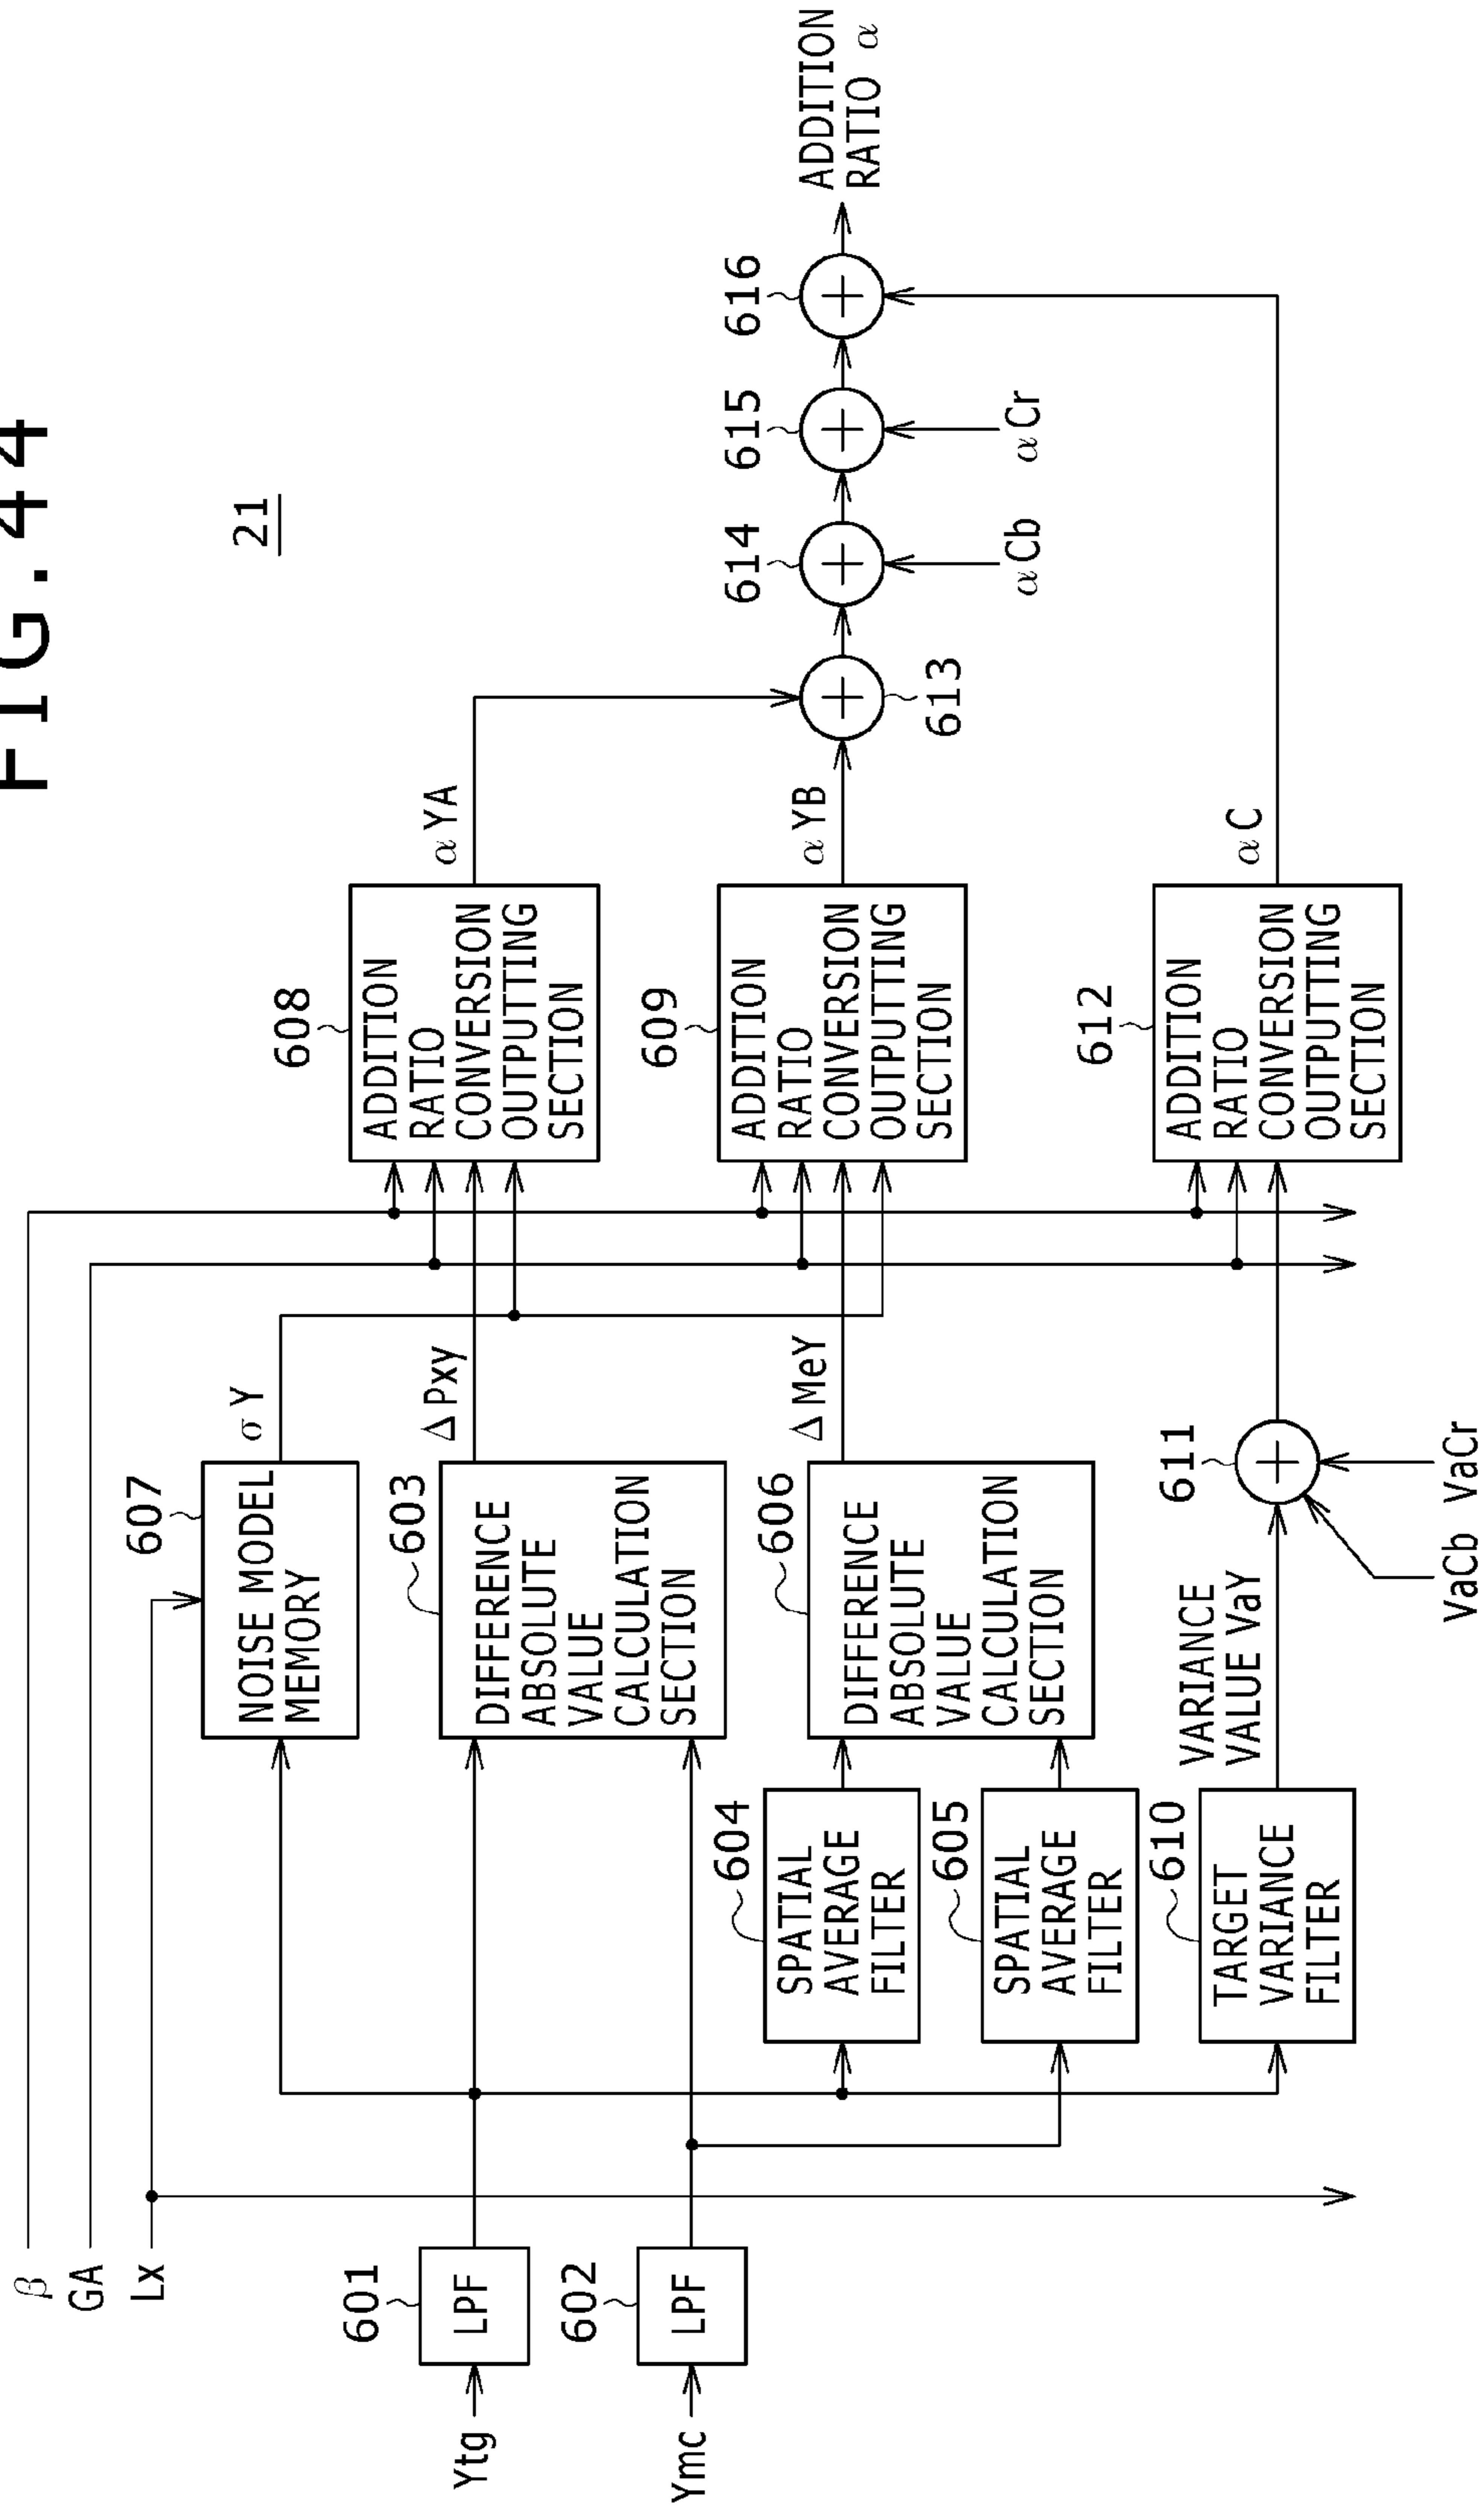 FIG.44
21
β
GA
Lx
Ytg
601
LPF
Ymc
602
LPF
607
NOISE MODEL
MEMORY
σY
603
DIFFERENCE
ABSOLUTE
VALUE
CALCULATION
SECTION
ΔPxy
604
SPATIAL
AVERAGE
FILTER
605
SPATIAL
AVERAGE
FILTER
606
DIFFERENCE
ABSOLUTE
VALUE
CALCULATION
SECTION
ΔMeY
610
TARGET
VARIANCE
FILTER
VARIANCE
VALUE VaY
611
VaCb VaCr
608
ADDITION
RATIO
CONVERSION
OUTPUTTING
SECTION
αYA
609
ADDITION
RATIO
CONVERSION
OUTPUTTING
SECTION
αYB
612
ADDITION
RATIO
CONVERSION
OUTPUTTING
SECTION
αC
613
614
αCb
615
αCr
616
ADDITION
RATIO α